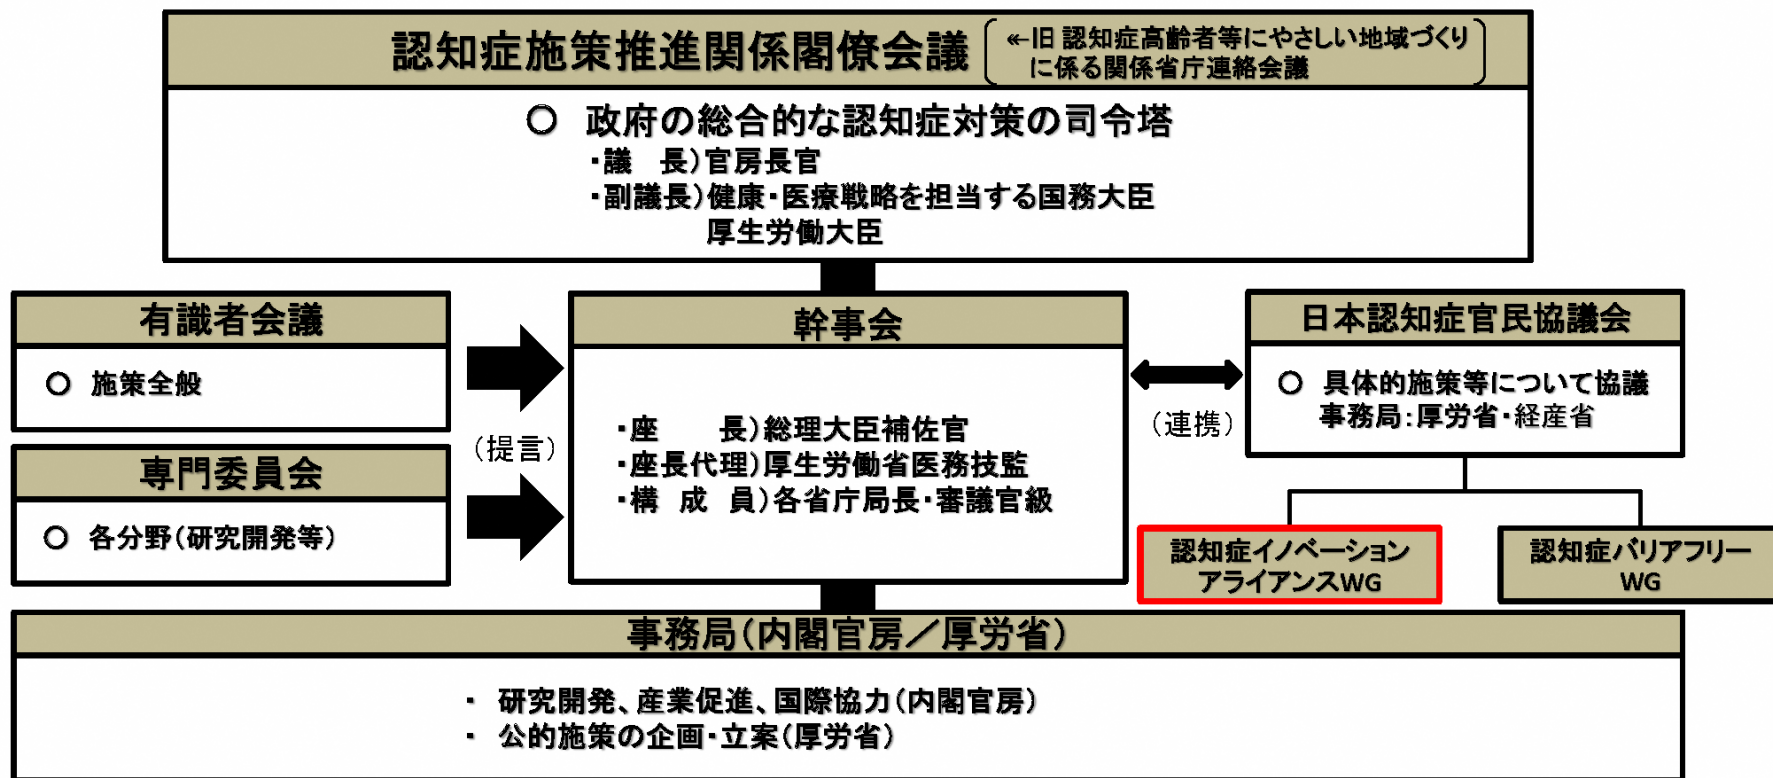 認知症施策推進関係閣僚会議
←旧 認知症高齢者等にやさしい地域づくり
に係る関係省庁連絡会議
○ 政府の総合的な認知症対策の司令塔
・議　長)官房長官
・副議長)健康・医療戦略を担当する国務大臣
厚生労働大臣
有識者会議
○ 施策全般
専門委員会
○ 各分野(研究開発等)
(提言)
幹事会
・座　　長)総理大臣補佐官
・座長代理)厚生労働省医務技監
・構 成 員)各省庁局長・審議官級
(連携)
日本認知症官民協議会
○ 具体的施策等について協議
事務局:厚労省・経産省
認知症イノベーション
アライアンスWG
認知症バリアフリー
WG
事務局(内閣官房／厚労省)
・ 研究開発、産業促進、国際協力(内閣官房)
・ 公的施策の企画・立案(厚労省)